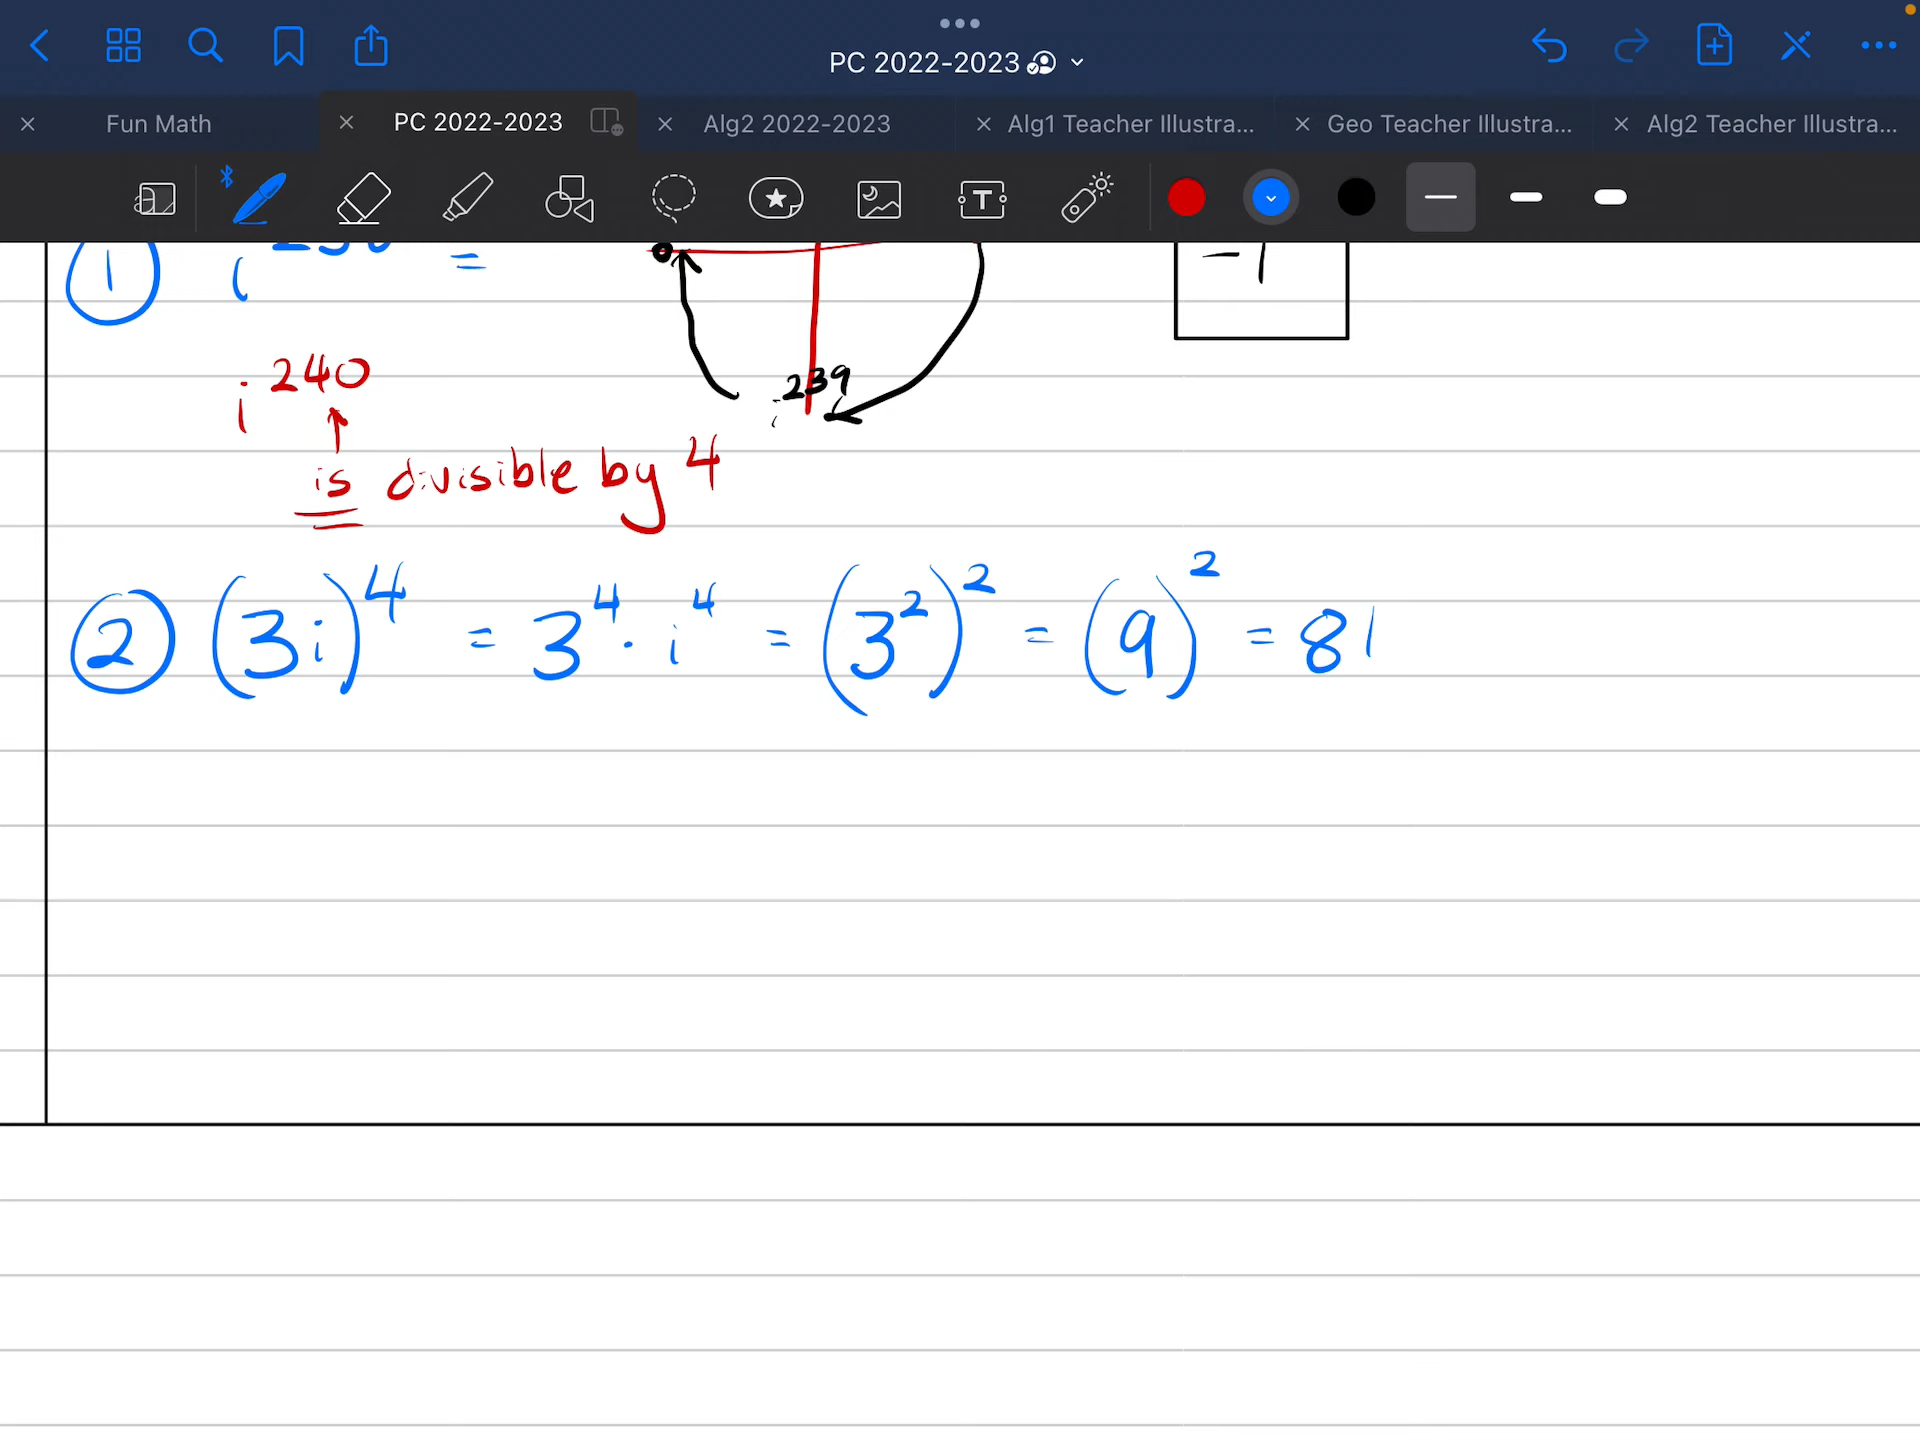 PC 2022-2023
Fun Math
PC 2022-2023
Alg2 2022-2023
Alg1 Teacher Illustra...
Geo Teacher Illustra...
Alg2 Teacher Illustra...
① i =
-1
i^240
i^239
is divisible by 4
② (3i)^4 = 3^4 · i^4 = (3^2)^2 = (9)^2 = 81